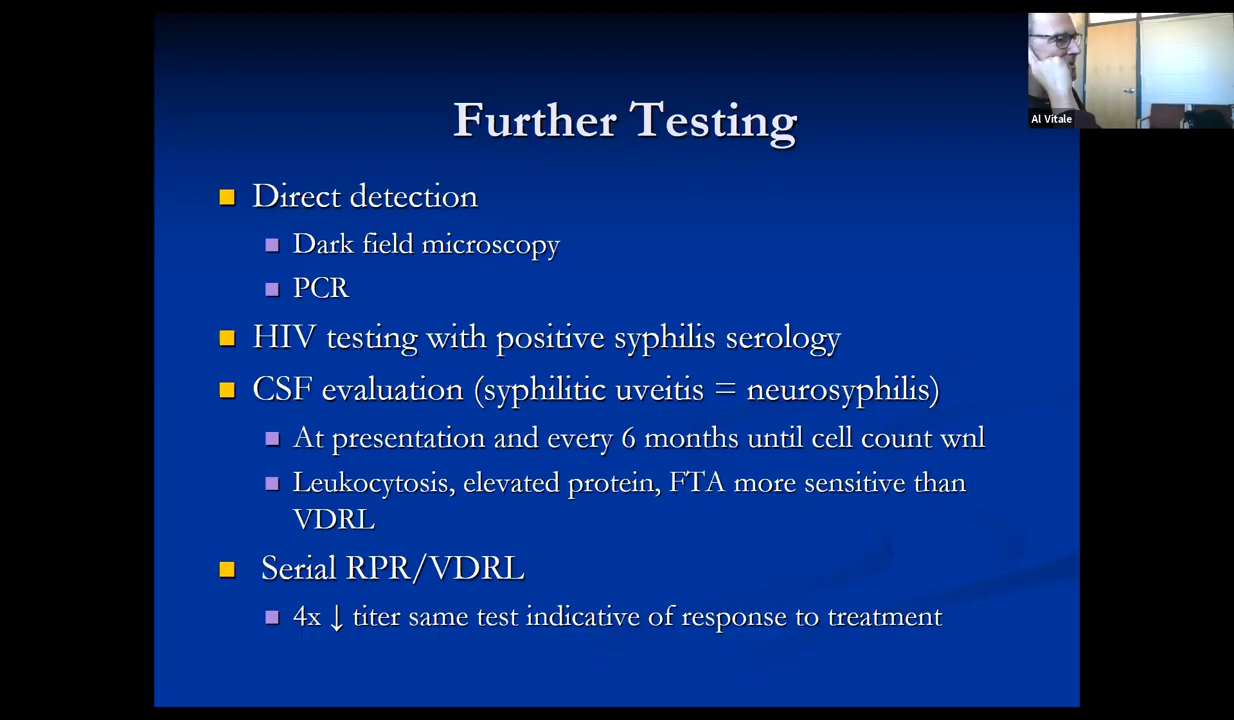 Further Testing
Direct detection
Dark field microscopy
PCR
HIV testing with positive syphilis serology
CSF evaluation (syphilitic uveitis = neurosyphilis)
At presentation and every 6 months until cell count wnl
Leukocytosis, elevated protein, FTA more sensitive than
VDRL
Serial RPR/VDRL
4x ↓ titer same test indicative of response to treatment
Al Vitale